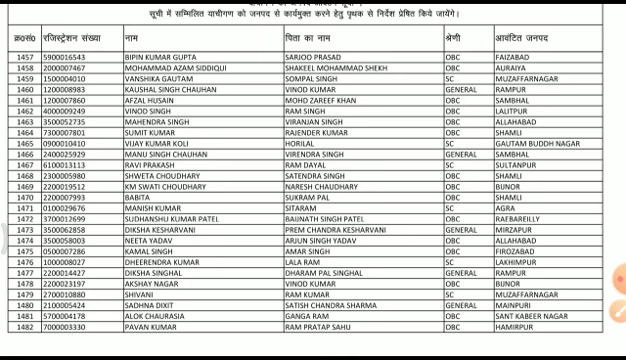 सूची में सम्मिलित याचीगण को जनपद से कार्यमुक्त करने हेतु पृथक से निर्देश प्रेषित किये जायेंगे।
क्र०सं० रजिस्ट्रेशन संख्या नाम पिता का नाम श्रेणी आवंटित जनपद
1457 5900016543 BIPIN KUMAR GUPTA SARJOO PRASAD OBC FAIZABAD
1458 2000007467 MOHAMMAD AZAM SIDDIQUI SHAKEEL MOHAMMAD SHEKH OBC AURAIYA
1459 1500004010 VANSHIKA GAUTAM SOMPAL SINGH SC MUZAFFARNAGAR
1460 1200008983 KAUSHAL SINGH CHAUHAN VINOD KUMAR GENERAL RAMPUR
1461 1200007860 AFZAL HUSAIN MOHD ZAREEF KHAN OBC SAMBHAL
1462 4000009249 VINOD SINGH RAM SINGH OBC LALITPUR
1463 3500052735 MAHENDRA SINGH VIRANJAN SINGH OBC ALLAHABAD
1464 7300007801 SUMIT KUMAR RAJENDER KUMAR OBC SHAMLI
1465 0900010410 VIJAY KUMAR KOLI HORILAL SC GAUTAM BUDDH NAGAR
1466 2400025929 MANU SINGH CHAUHAN VIRENDRA SINGH GENERAL SAMBHAL
1467 6100013113 RAVI PRAKASH RAM DAYAL SC SULTANPUR
1468 2300005980 SHWETA CHOUDHARY SATENDRA SINGH OBC SHAMLI
1469 2200019512 KM SWATI CHOUDHARY NARESH CHAUDHARY OBC BIJNOR
1470 2200007993 BABITA SUKRAM PAL OBC SHAMLI
1471 0100029676 MANISH KUMAR SITARAM SC AGRA
1472 3700012699 SUDHANSHU KUMAR PATEL BAIJNATH SINGH PATEL OBC RAEBAREILLY
1473 3500062858 DIKSHA KESHARVANI PREM CHANDRA KESHARVANI GENERAL MIRZAPUR
1474 3500058003 NEETA YADAV ARJUN SINGH YADAV OBC ALLAHABAD
1475 0500007286 KAMAL SINGH AMAR SINGH OBC FIROZABAD
1476 1000008027 DHEERENDRA KUMAR LALA RAM SC LAKHIMPUR
1477 2200014427 DIKSHA SINGHAL DHARAM PAL SINGHAL GENERAL RAMPUR
1478 2200023197 AKSHAY NAGAR VINOD KUMAR OBC BIJNOR
1479 2700010880 SHIVANI RAM KUMAR SC MUZAFFARNAGAR
1480 2100005424 SADHNA DIXIT SATISH CHANDRA SHARMA GENERAL MAINPURI
1481 5700004178 ALOK CHAURASIA GANGA RAM OBC SANT KABEER NAGAR
1482 7000003330 PAVAN KUMAR RAM PRATAP SAHU OBC HAMIRPUR